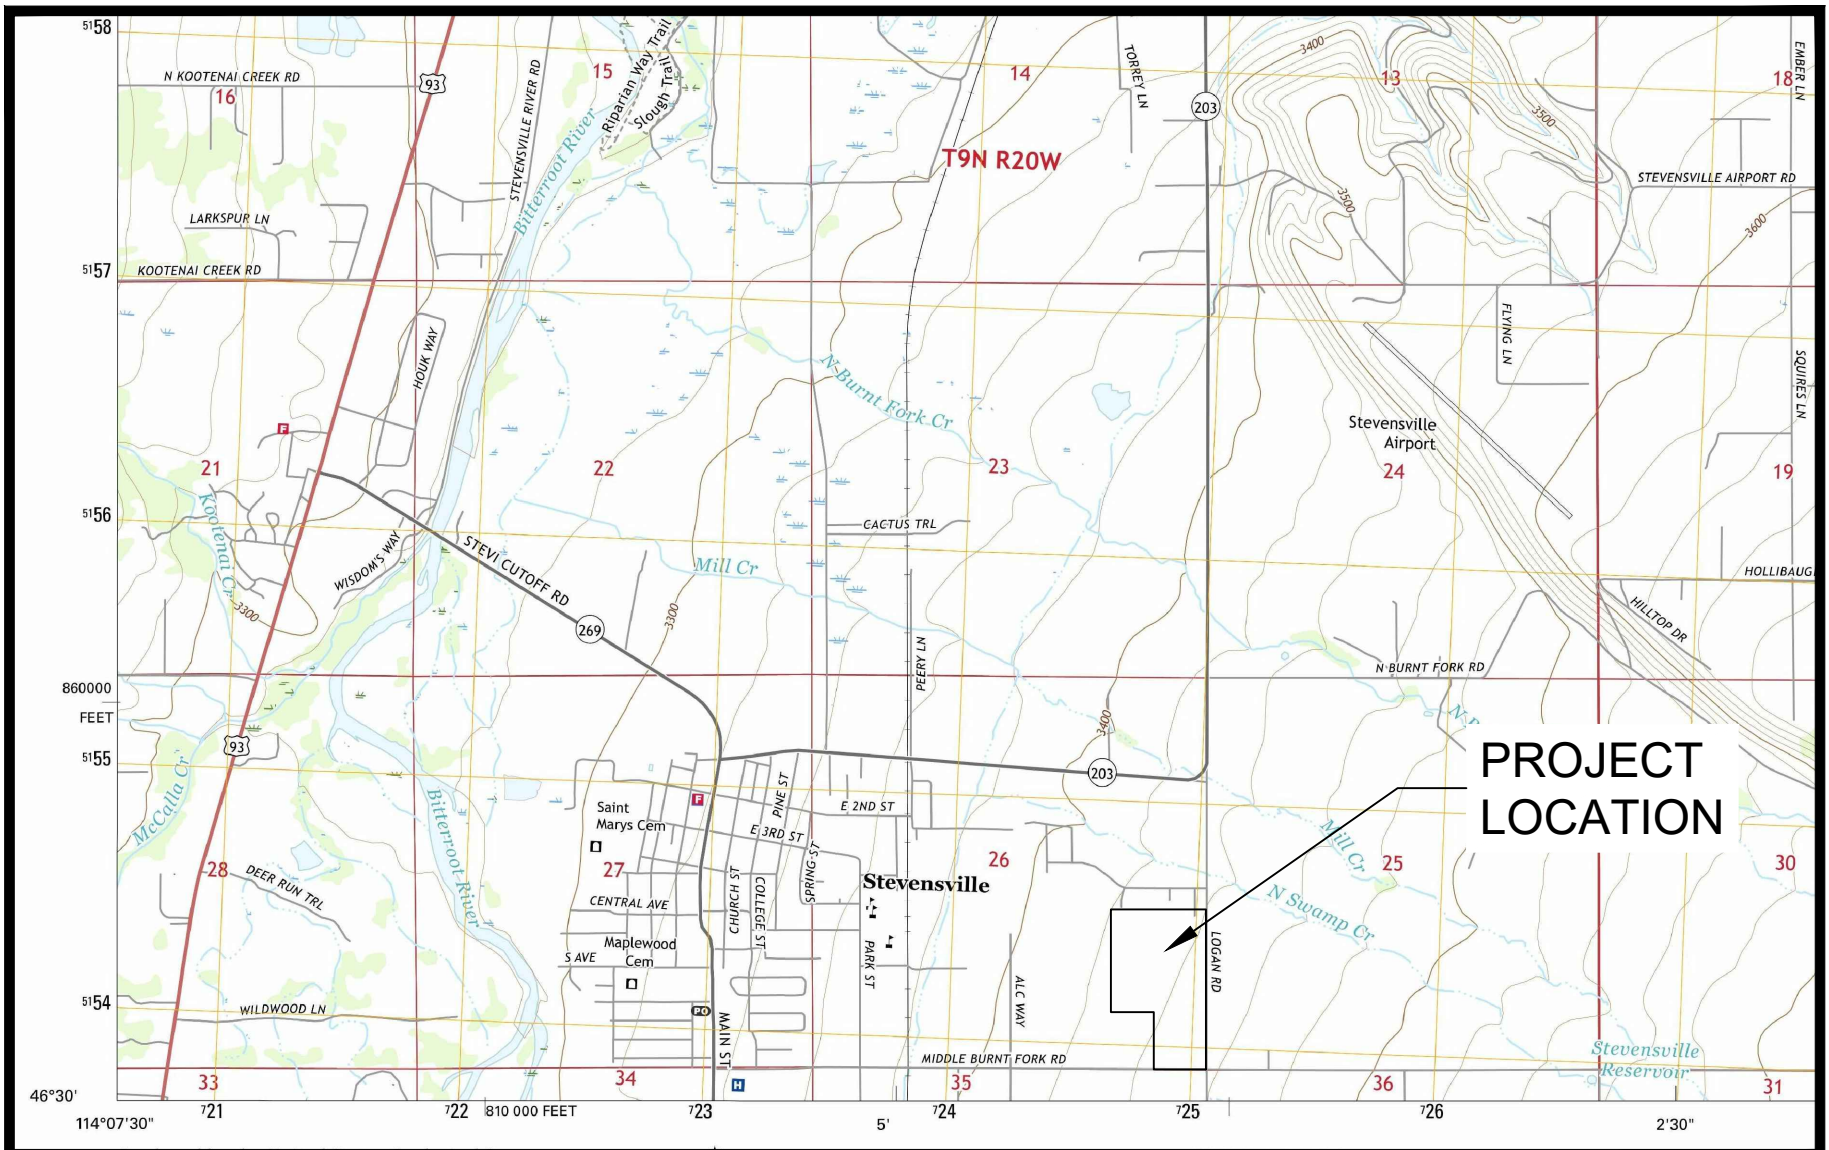 5158
N KOOTENAI CREEK RD
16
93
STEVENSVILLE RIVER RD
15
Riparian Way Trail
Slough Trail
Bitterroot River
14
TORREY LN
203
3400
13
3500
18
EMBER LN
T9N R20W
STEVENSVILLE AIRPORT RD
LARKSPUR LN
3500
3600
5157
KOOTENAI CREEK RD
HOUK WAY
FLYING LN
SQUIRES LN
N Burnt Fork Cr
Stevensville
Airport
21
22
23
24
19
Kootenai Cr
5156
CACTUS TRL
STEVI CUTOFF RD
WISDOM'S WAY
Mill Cr
HOLLIBAUG
3300
269
3300
HILLTOP DR
PEERY LN
N BURNT FORK RD
860000
FEET
3400
N B
93
5155
203
PROJECT
LOCATION
McCalla Cr
Bitterroot River
PINE ST
Saint
Marys Cem
E 2ND ST
E 3RD ST
Mill Cr
28
27
26
25
30
DEER RUN TRL
SPRING ST
CHURCH ST
COLLEGE ST
Stevensville
CENTRAL AVE
N Swamp Cr
Maplewood
Cem
S AVE
PARK ST
LOGAN RD
ALC WAY
5154
WILDWOOD LN
PO
MAIN ST
MIDDLE BURNT FORK RD
Stevensville
Reservoir
33
34
H
35
36
31
46°30'
721
722
810 000 FEET
723
724
725
726
114°07'30"
5'
2'30"
F
F